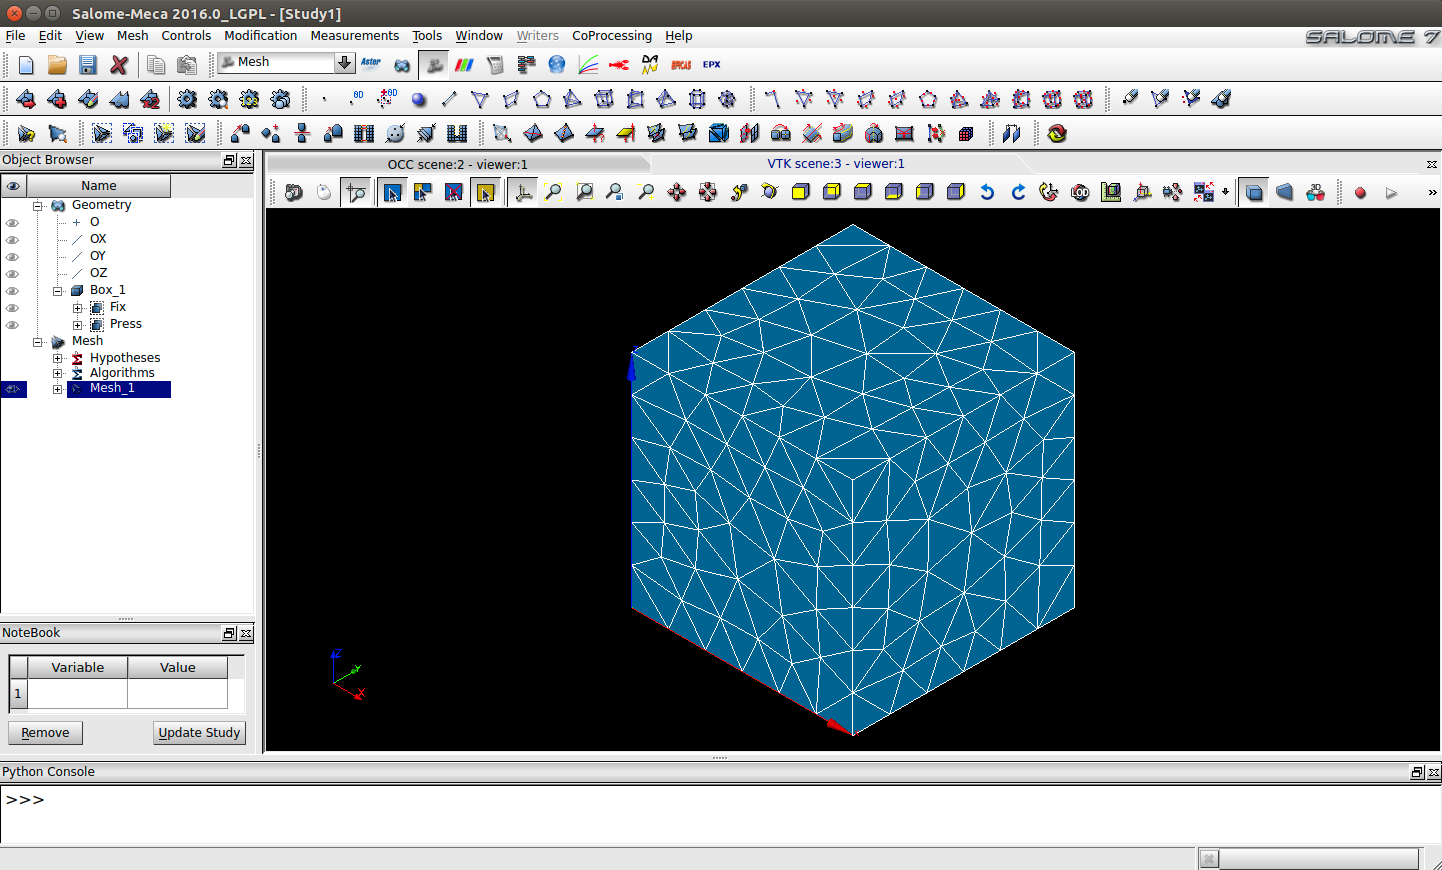 Salome-Meca 2016.0_LGPL - [Study1]
File Edit View Mesh Controls Modification Measurements Tools Window Writers CoProcessing Help
SALOME 7
Mesh
Aster
EPX
0D
0D
Object Browser
OCC scene:2 - viewer:1
VTK scene:3 - viewer:1
Name
Geometry
O
OX
OY
OZ
Box_1
Fix
Press
Mesh
Hypotheses
Algorithms
Mesh_1
NoteBook
Variable Value
1
Remove
Update Study
Z
Y
X
Python Console
>>>